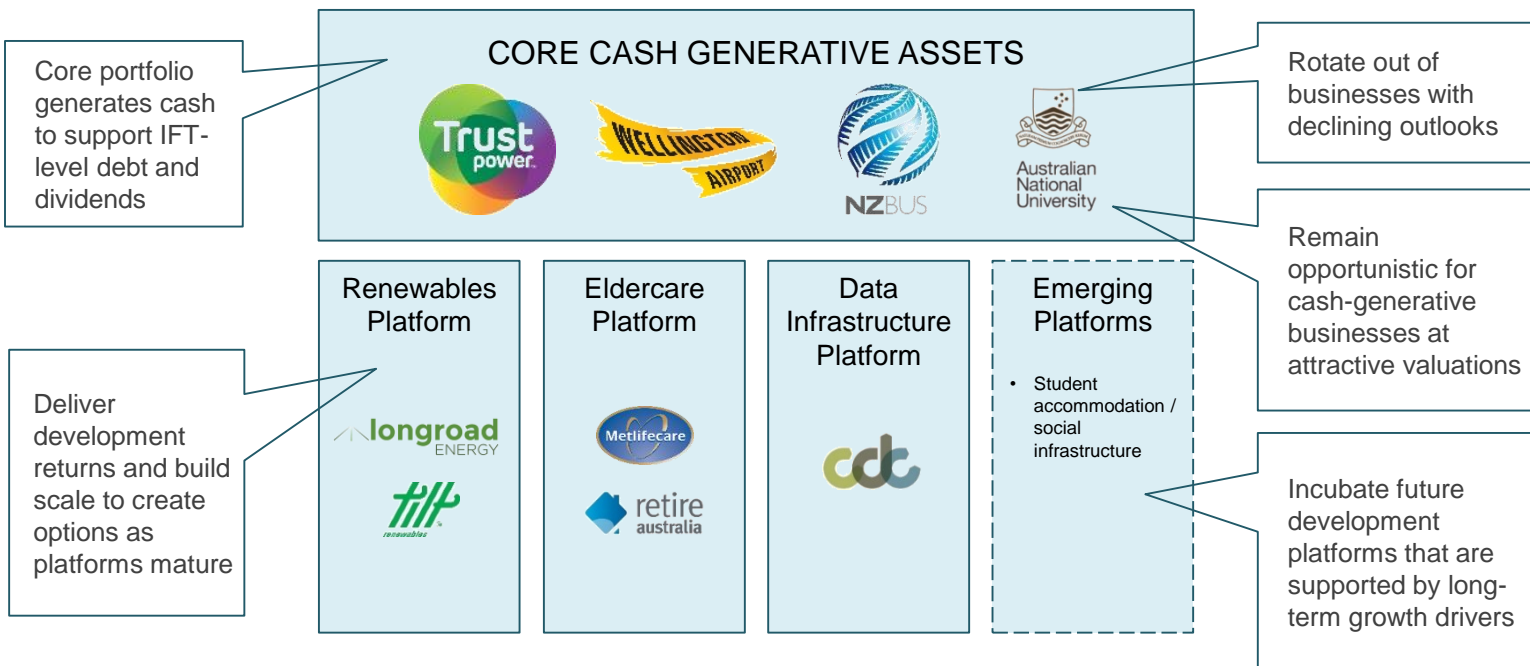 CORE CASH GENERATIVE ASSETS
Core portfolio
generates cash
to support IFT-
level debt and
dividends
Trust
power
WELLINGTON
AIRPORT
NZBUS
Australian
National
University
Rotate out of
businesses with
declining outlooks
Remain
opportunistic for
cash-generative
businesses at
attractive valuations
Deliver
development
returns and build
scale to create
options as
platforms mature
Renewables
Platform
longroad
ENERGY
tilt
renewables
Eldercare
Platform
Metlifecare
retire
australia
Data
Infrastructure
Platform
cdc
Emerging
Platforms
• Student
accommodation /
social
infrastructure
Incubate future
development
platforms that are
supported by long-
term growth drivers